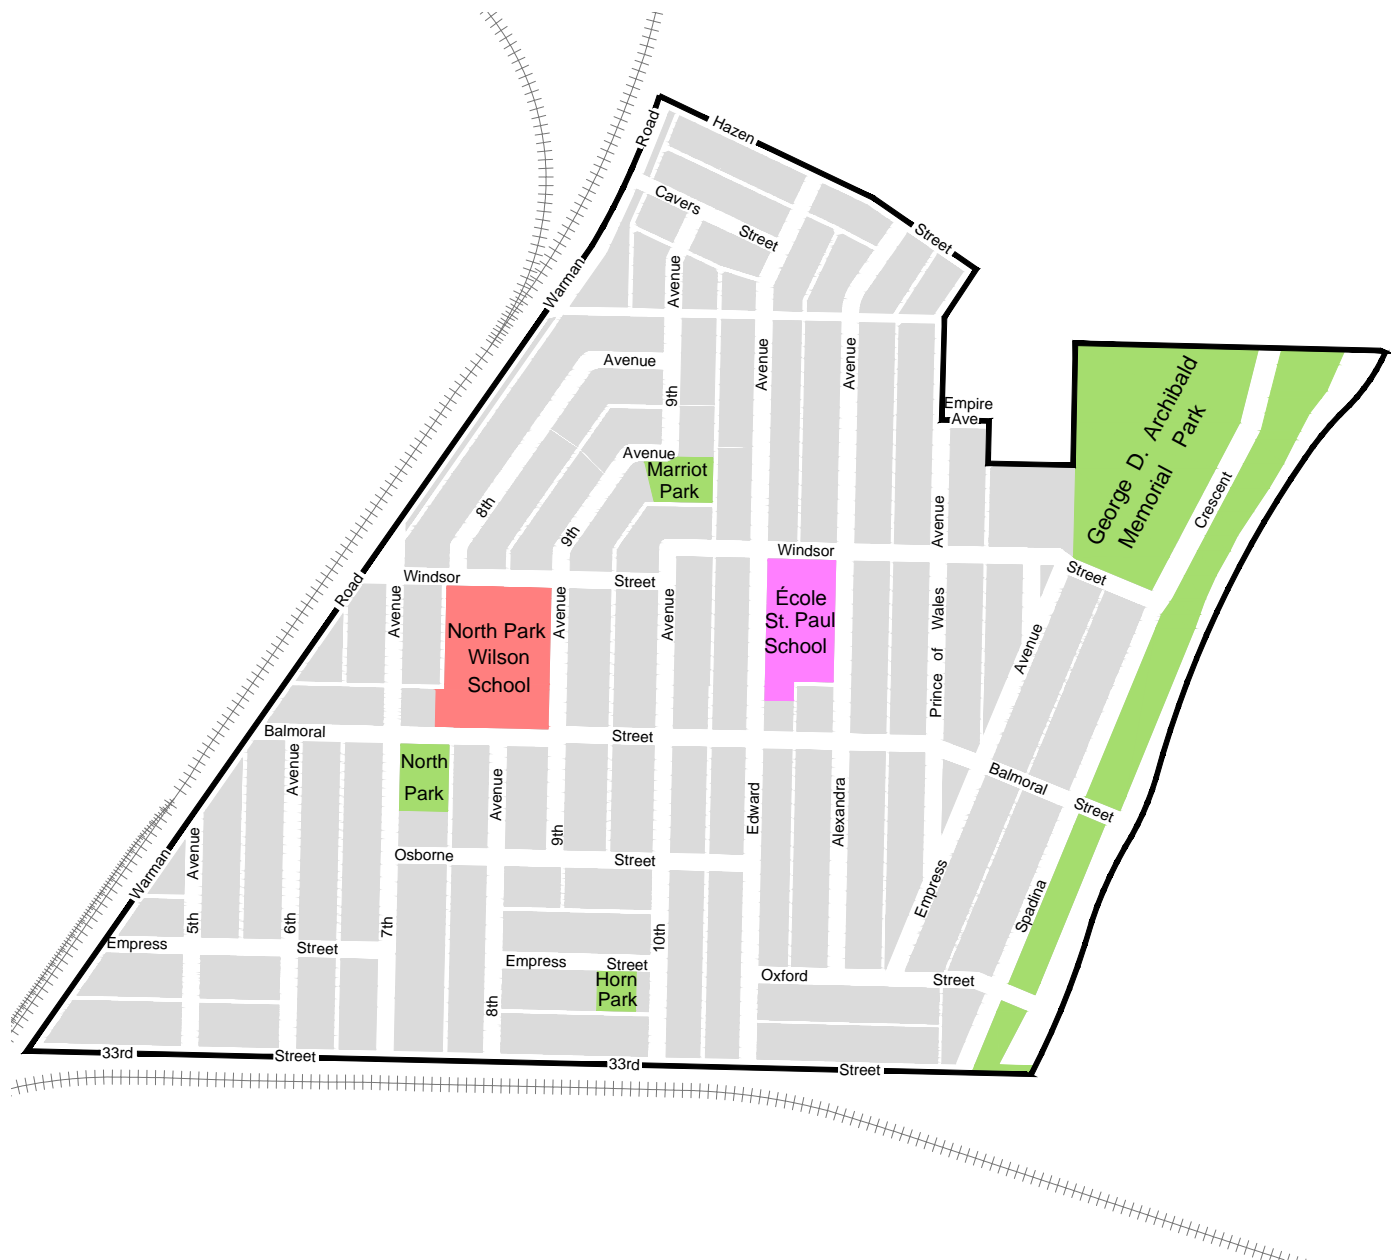 Hazen
Road
Cavers
Street
Street
Avenue
Warman
Avenue
Avenue
Avenue
9th
Empire
Ave.
George D. Archibald
Memorial Park
Avenue
Marriot
Park
8th
9th
Avenue
Crescent
Windsor
Windsor
Street
Street
Road
Avenue
Avenue
Avenue
École
St. Paul
School
North Park
Wilson
School
Prince of Wales
Avenue
Balmoral
Street
Avenue
North
Park
Avenue
Balmoral
Street
Edward
Alexandra
9th
Avenue
Osborne
Street
Warman
Empress
Spadina
5th
6th
7th
10th
Empress
Street
Empress
Street
Horn
Park
Oxford
Street
8th
33rd
Street
33rd
Street